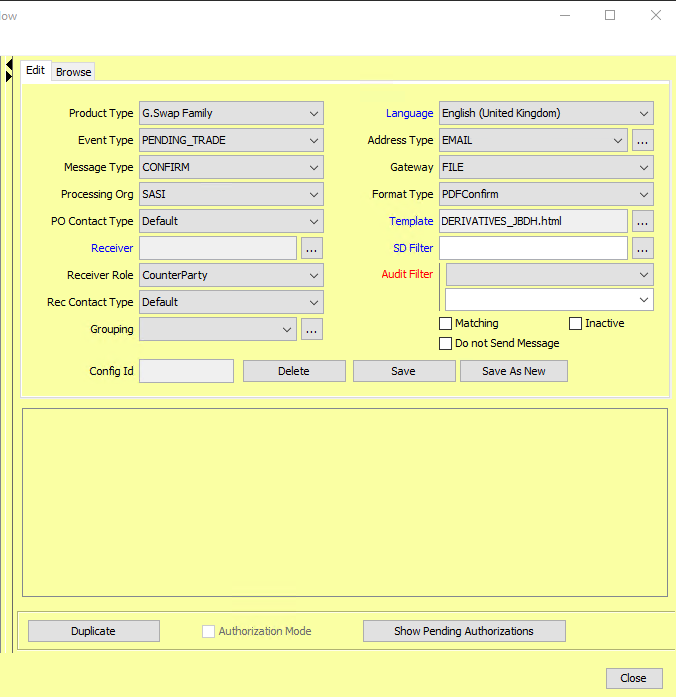 low
Edit Browse
Product Type G.Swap Family Language English (United Kingdom)
Event Type PENDING_TRADE Address Type EMAIL ...
Message Type CONFIRM Gateway FILE
Processing Org SASI Format Type PDFConfirm
PO Contact Type Default Template DERIVATIVES_JBDH.html ...
Receiver ... SD Filter ...
Receiver Role CounterParty Audit Filter
Rec Contact Type Default
Grouping ... Matching Inactive
Do not Send Message
Config Id Delete Save Save As New
Duplicate Authorization Mode Show Pending Authorizations
Close